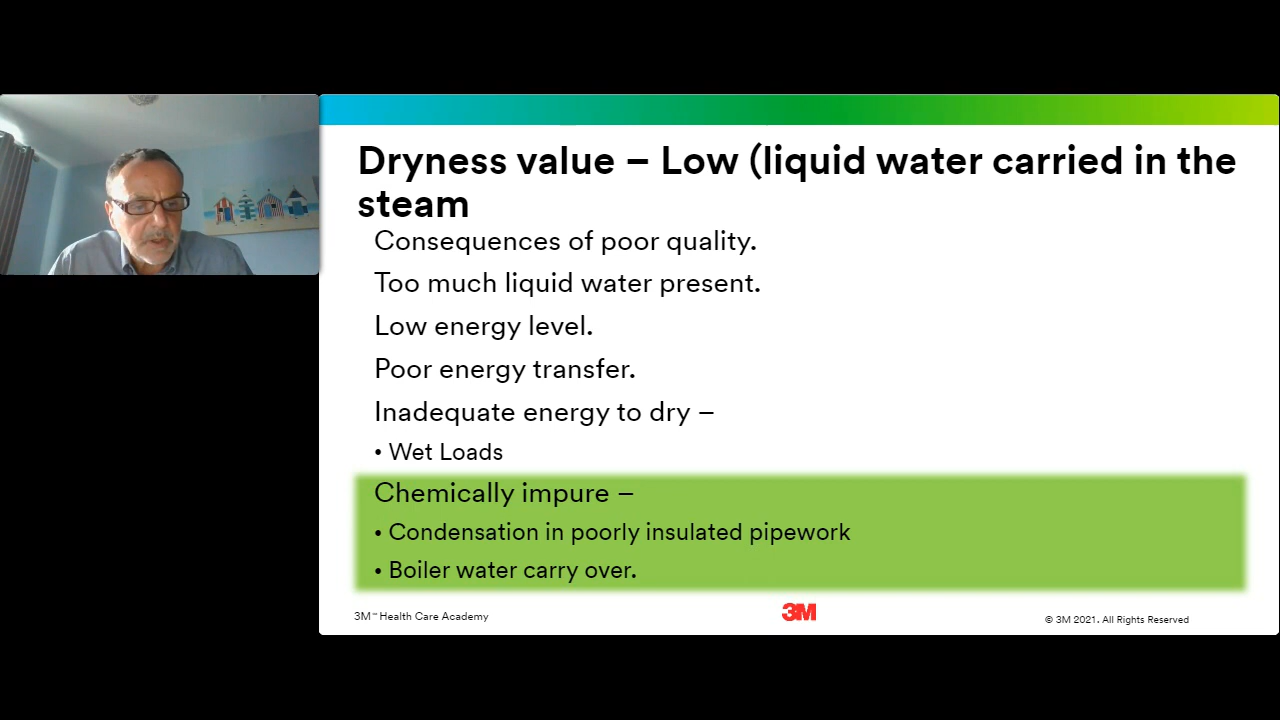 Dryness value – Low (liquid water carried in the
steam
Consequences of poor quality.
Too much liquid water present.
Low energy level.
Poor energy transfer.
Inadequate energy to dry –
• Wet Loads
Chemically impure –
• Condensation in poorly insulated pipework
• Boiler water carry over.
3M™ Health Care Academy
3M
© 3M 2021. All Rights Reserved